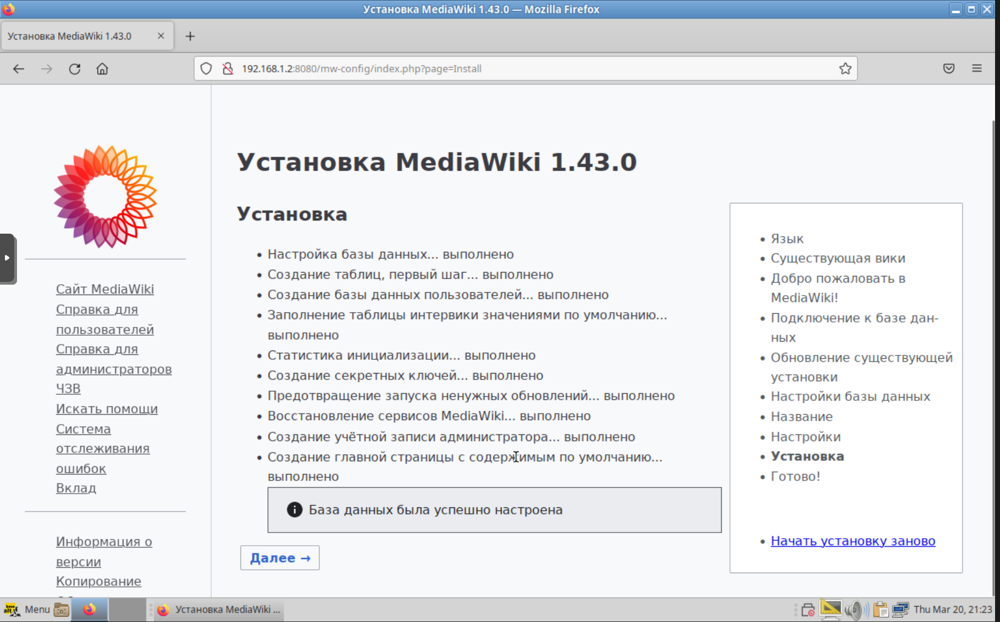 Установка MediaWiki 1.43.0 — Mozilla Firefox
Установка MediaWiki 1.43.0
192.168.1.2:8080/mw-config/index.php?page=Install
Сайт MediaWiki
Справка для
пользователей
Справка для
администраторов
ЧЗВ
Искать помощи
Система
отслеживания
ошибок
Вклад
Информация о
версии
Копирование
Установка MediaWiki 1.43.0
Установка
Настройка базы данных... выполнено
Создание таблиц, первый шаг... выполнено
Создание базы данных пользователей... выполнено
Заполнение таблицы интервики значениями по умолчанию...
выполнено
Статистика инициализации... выполнено
Создание секретных ключей... выполнено
Предотвращение запуска ненужных обновлений... выполнено
Восстановление сервисов MediaWiki... выполнено
Создание учётной записи администратора... выполнено
Создание главной страницы с содержимым по умолчанию...
выполнено
База данных была успешно настроена
Далее →
Язык
Существующая вики
Добро пожаловать в
MediaWiki!
Подключение к базе дан-
ных
Обновление существующей
установки
Настройки базы данных
Название
Настройки
Установка
Готово!
Начать установку заново
Menu
Установка MediaWiki ...
Thu Mar 20, 21:23